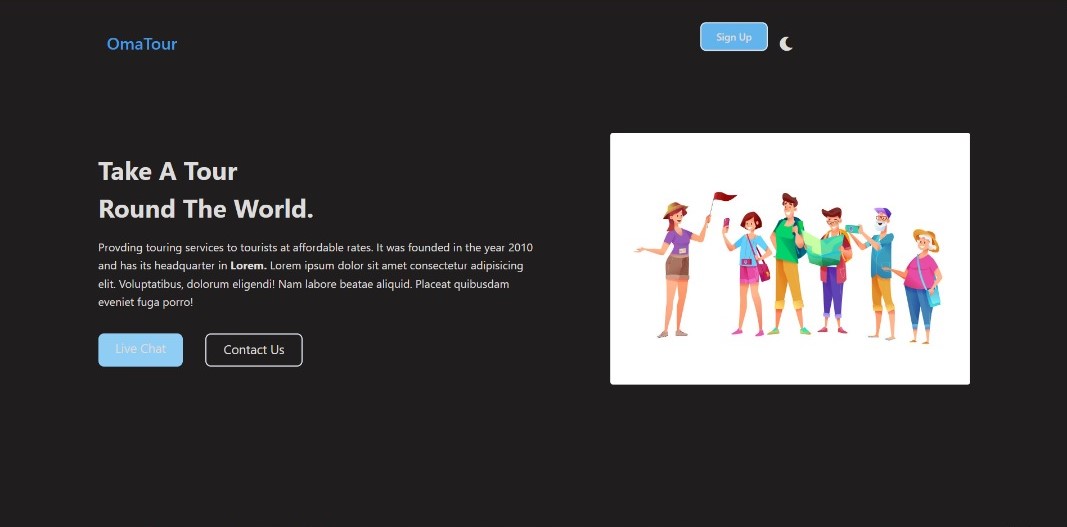 OmaTour
Sign Up
Take A Tour
Round The World.
Provding touring services to tourists at affordable rates. It was founded in the year 2010
and has its headquarter in Lorem. Lorem ipsum dolor sit amet consectetur adipisicing
elit. Voluptatibus, dolorum eligendi! Nam labore beatae aliquid. Placeat quibusdam
eveniet fuga porro!
Live Chat
Contact Us